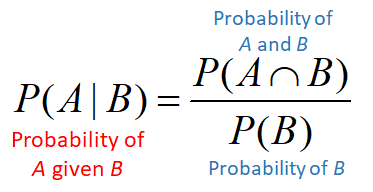 Probability of
A and B
P(A | B) = P(A ∩ B) / P(B)
Probability of
A given B
Probability of B